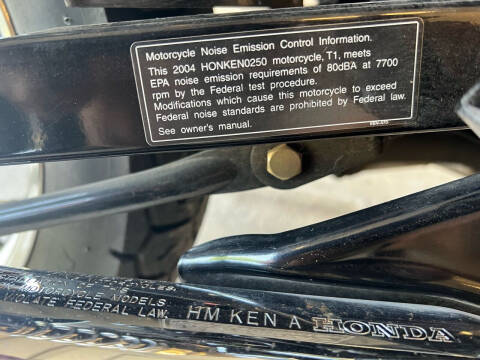 Motorcycle Noise Emission Control Information.
This 2004 HONKEN0250 motorcycle, T1, meets
EPA noise emission requirements of 80dBA at 7700
rpm by the Federal test procedure.
Modifications which cause this motorcycle to exceed
Federal noise standards are prohibited by Federal law.
See owner's manual.
MODELS
VIOLATE FEDERAL LAW.
HM KEN A HONDA